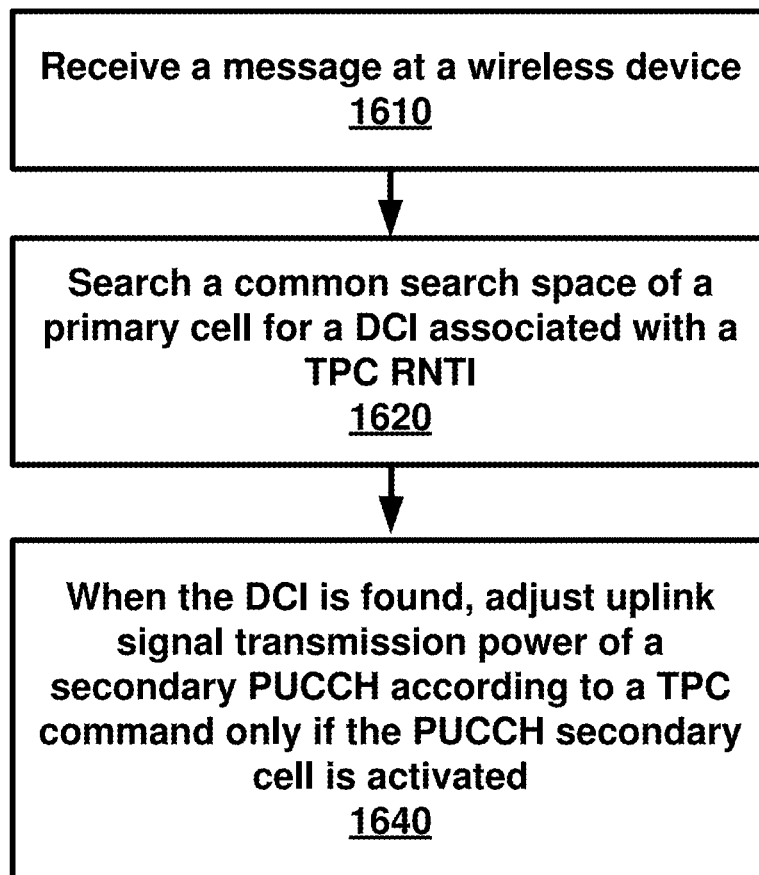 Receive a message at a wireless device
1610
Search a common search space of a
primary cell for a DCI associated with a
TPC RNTI
1620
When the DCI is found, adjust uplink
signal transmission power of a
secondary PUCCH according to a TPC
command only if the PUCCH secondary
cell is activated
1640